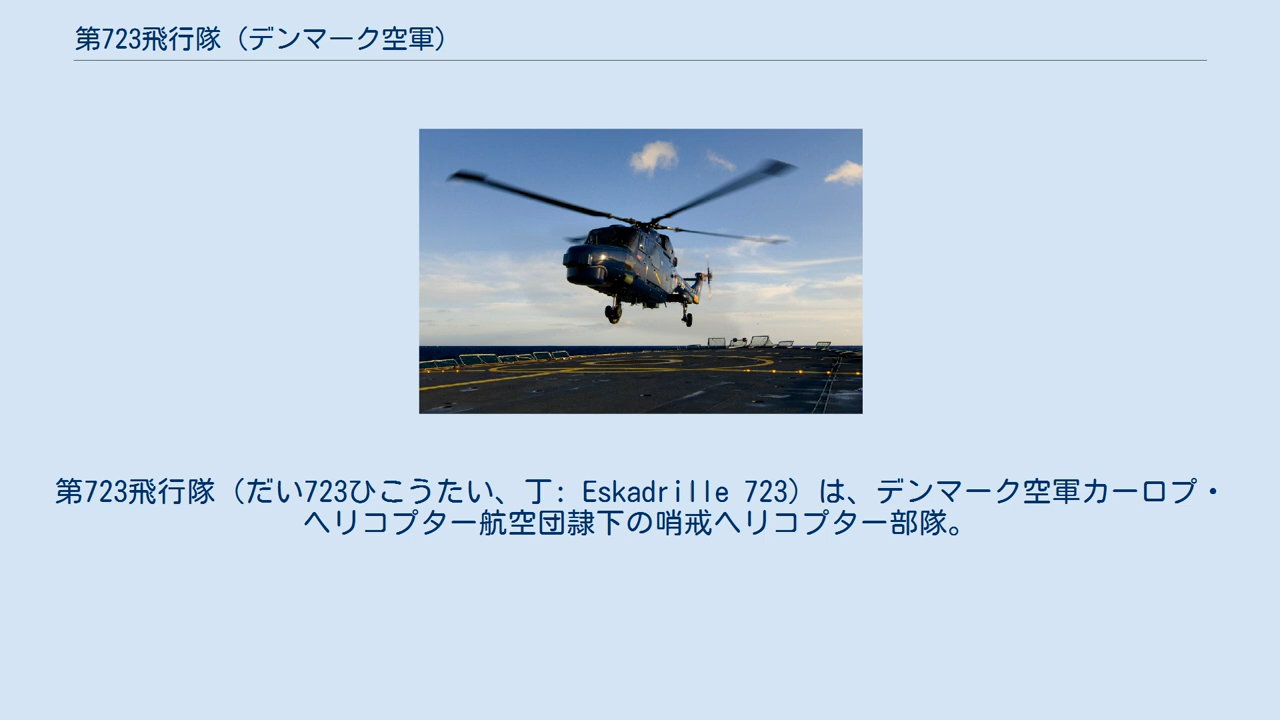 第723飛行隊（デンマーク空軍）
第723飛行隊（だい723ひこうたい、丁: Eskadrille 723）は、デンマーク空軍カーロプ・
ヘリコプター航空団隷下の哨戒ヘリコプター部隊。